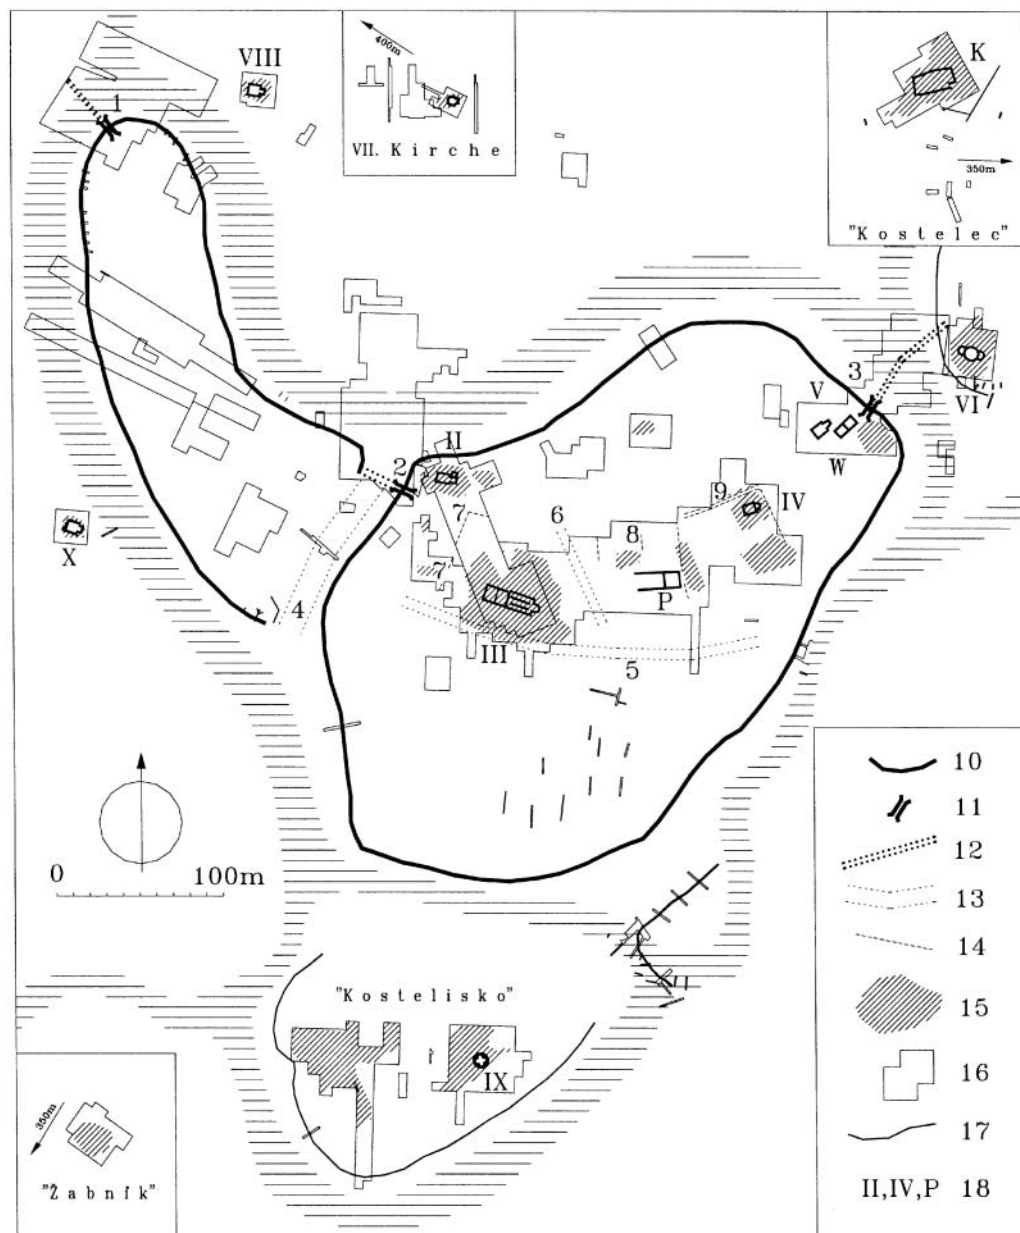 VIII
1
400m
VII. Kirche
K
350m
"Kostelec"
3
V
VI
II
2
W
7
6
9
IV
8
X
7
P
4
III
5
0 100m
10
11
12
13
14
15
16
17
II,IV,P 18
"Kostelisko"
IX
350m
"Žabník"